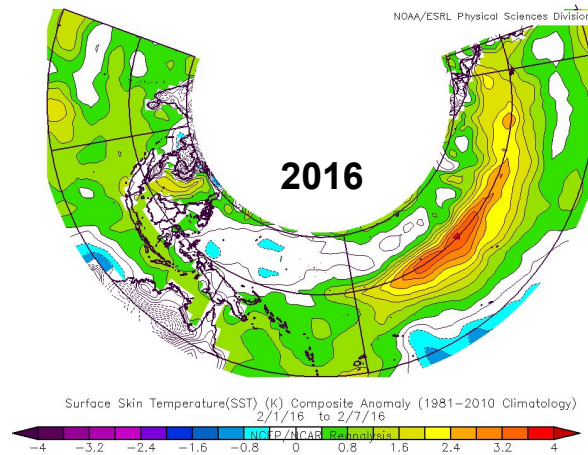 NOAA/ESRL Physical Sciences Division
2016
Surface Skin Temperature(SST) (K) Composite Anomaly (1981-2010 Climatology)
2/1/16 to 2/7/16
NCEP/NCAR Reanalysis
-4 -3.2 -2.4 -1.6 -0.8 0 0.8 1.6 2.4 3.2 4